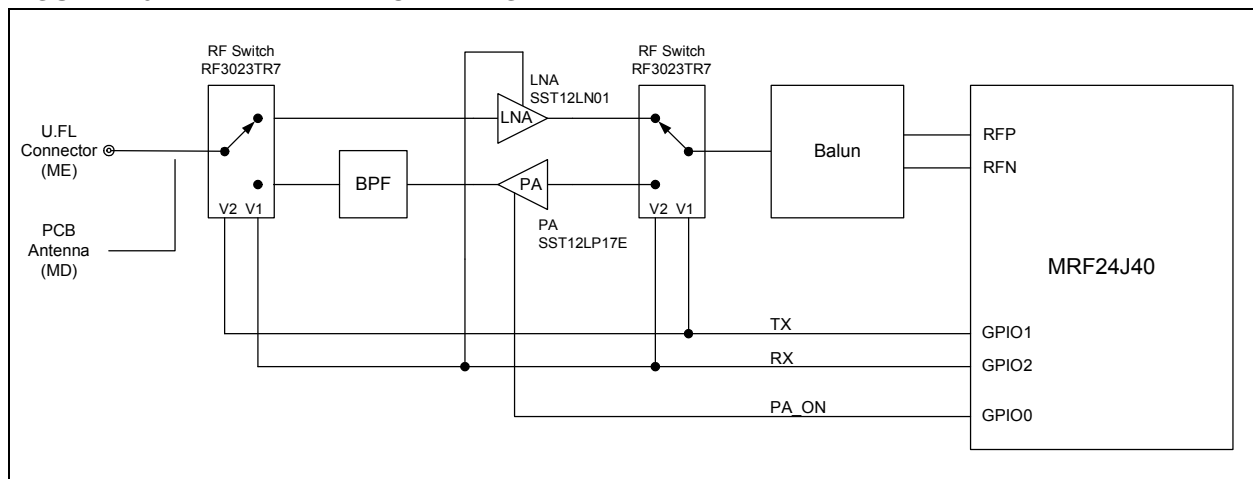 RF Switch
RF3023TR7
RF Switch
RF3023TR7
LNA
SST12LN01
LNA
U.FL
Connector
(ME)
BPF
PA
Balun
RFP
RFN
V2 V1
V2 V1
PA
SST12LP17E
PCB
Antenna
(MD)
MRF24J40
TX
GPIO1
RX
GPIO2
PA_ON
GPIO0